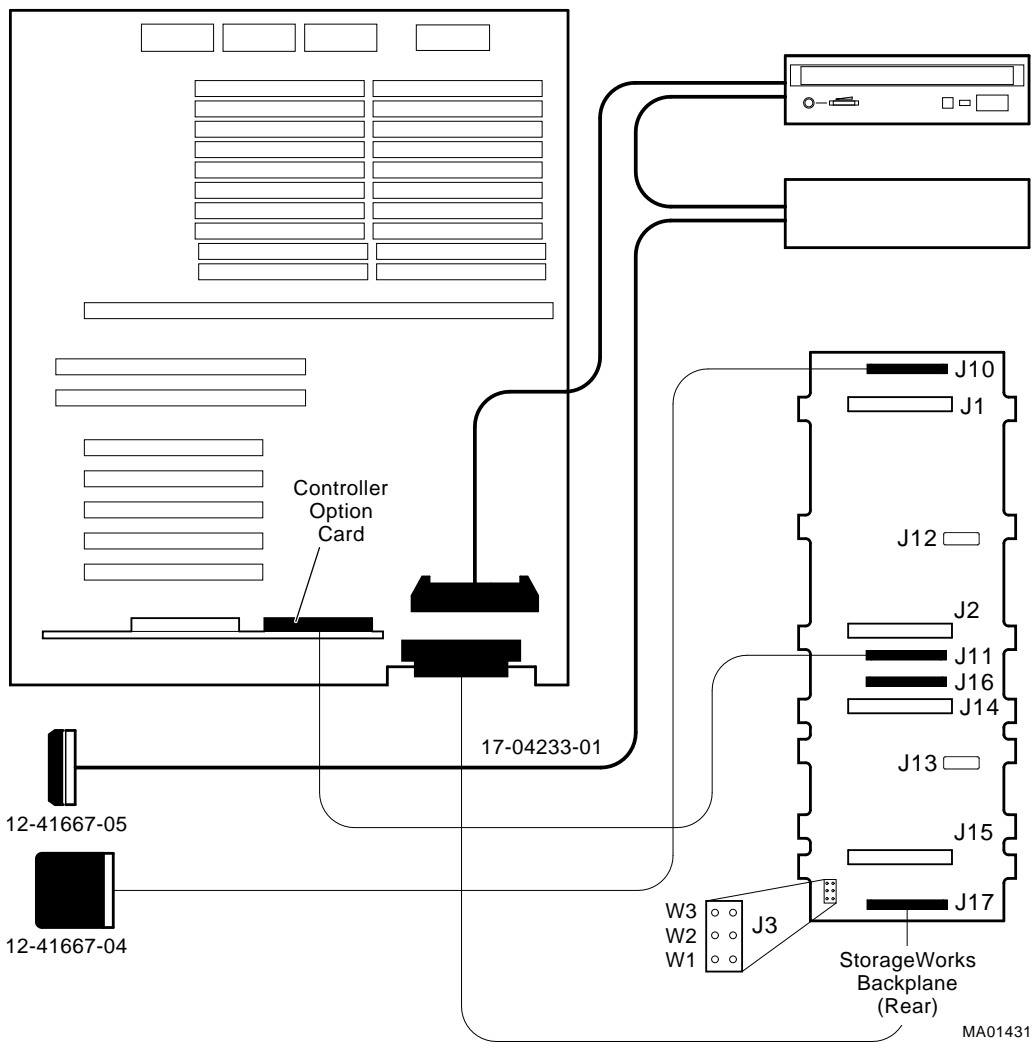 J10
J1
Controller
Option
Card
J12
J2
J11
J16
J14
17-04233-01
J13
12-41667-05
J15
J17
W3
W2
W1
J3
12-41667-04
StorageWorks
Backplane
(Rear)
MA01431